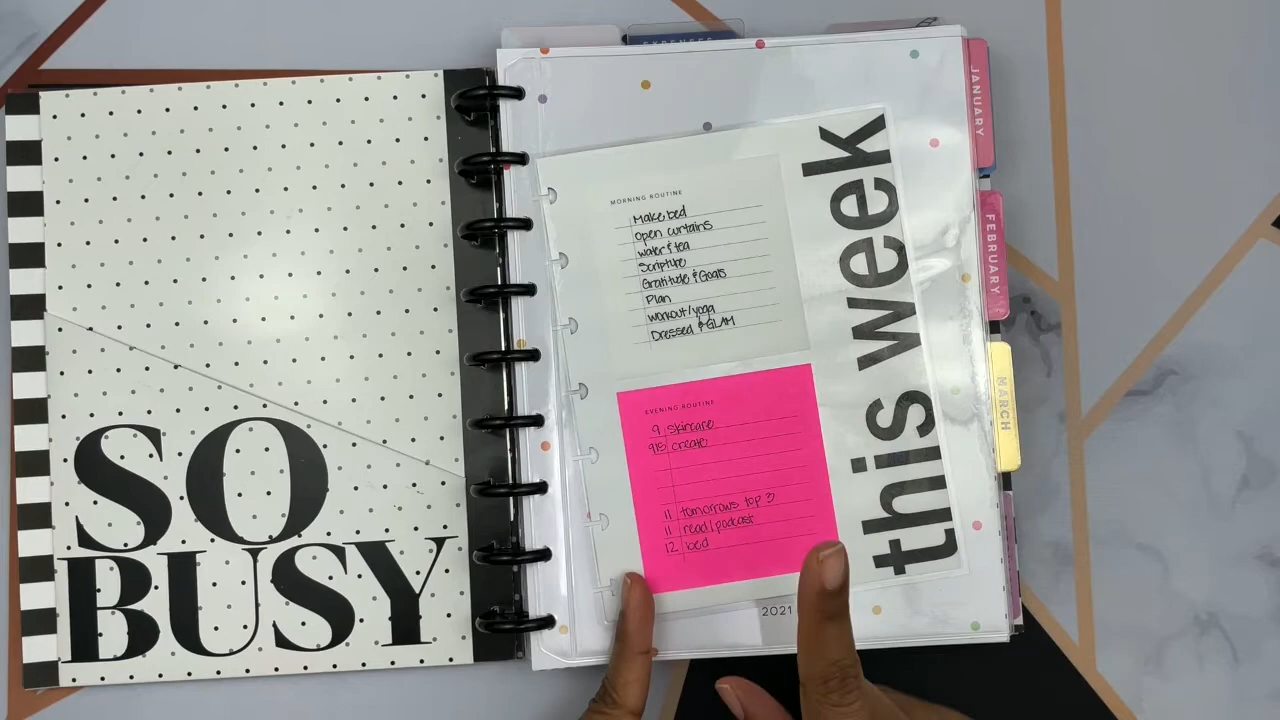 SO
BUSY
EXPENSES
MORNING ROUTINE
Make bed
open curtains
water & tea
Scripture
Gratitude & Goals
Plan
workout/yoga
Dressed & GLAM
EVENING ROUTINE
9 skincare
915 create
11 tomorrows top 3
11 read/podcast
12 bed
this week
2021
JANUARY
FEBRUARY
MARCH